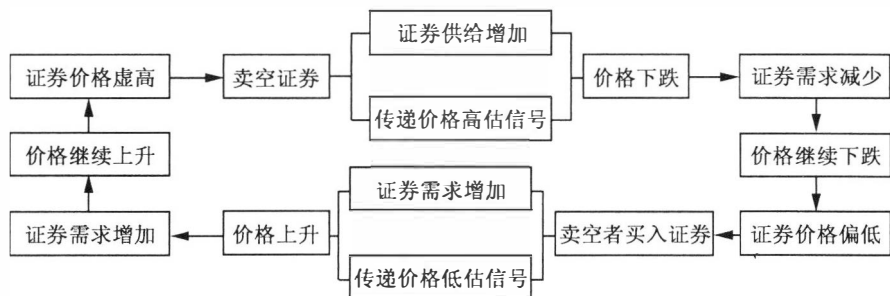 证券供给增加
证券价格虚高
卖空证券
价格下跌
证券需求减少
传递价格高估信号
价格继续上升
价格继续下跌
证券需求增加
证券需求增加
价格上升
卖空者买入证券
证券价格偏低
传递价格低估信号